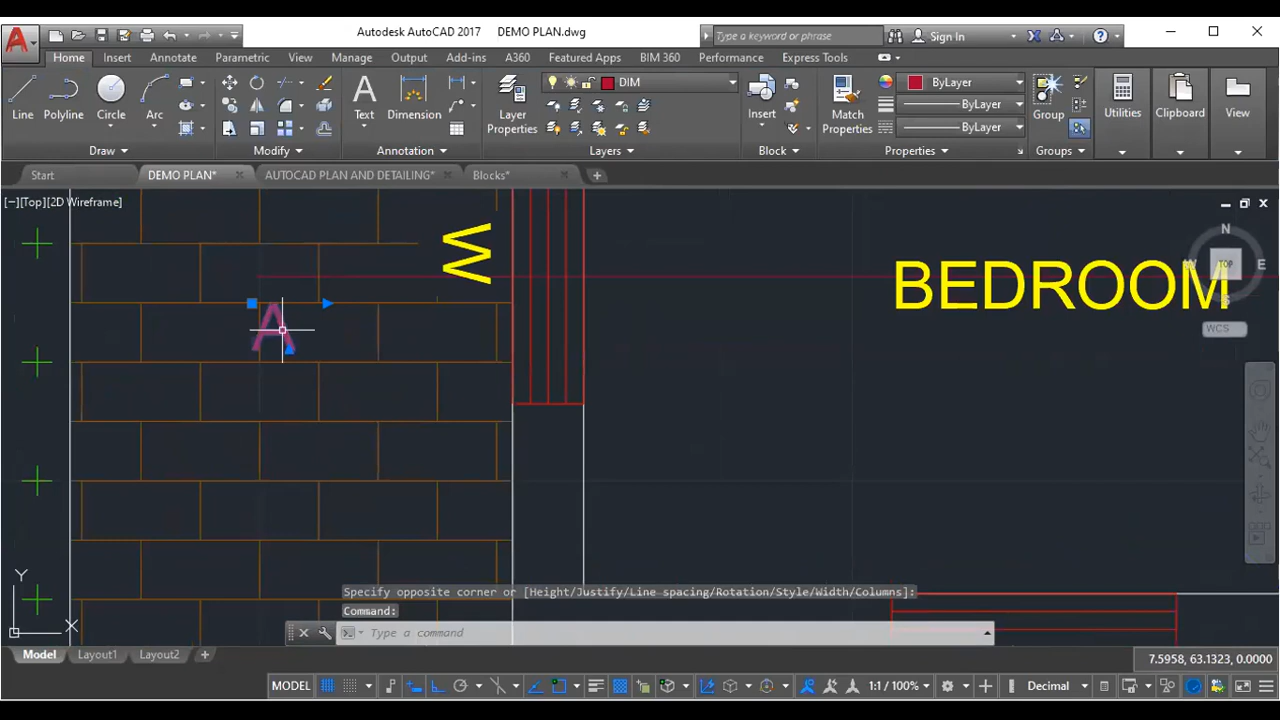 Autodesk AutoCAD 2017 DEMO PLAN.dwg
Type a keyword or phrase
Sign In
Home Insert Annotate Parametric View Manage Output Add-ins A360 Featured Apps BIM 360 Performance Express Tools
Line Polyline Circle Arc
Text Dimension
Layer Properties
DIM
Insert
Match Properties
ByLayer
ByLayer
ByLayer
Group
Utilities
Clipboard
View
Draw Modify Annotation Layers Block Properties Groups
Start DEMO PLAN* AUTOCAD PLAN AND DETAILING* Blocks*
[−][Top][2D Wireframe]
W
BEDROOM
A
N
W TOP E
S
WCS
Y
X
Specify opposite corner or [Height/Justify/Line spacing/Rotation/Style/Width/Columns]:
Command:
Type a command
Model Layout1 Layout2
7.5958, 63.1323, 0.0000
MODEL 1:1 / 100% Decimal